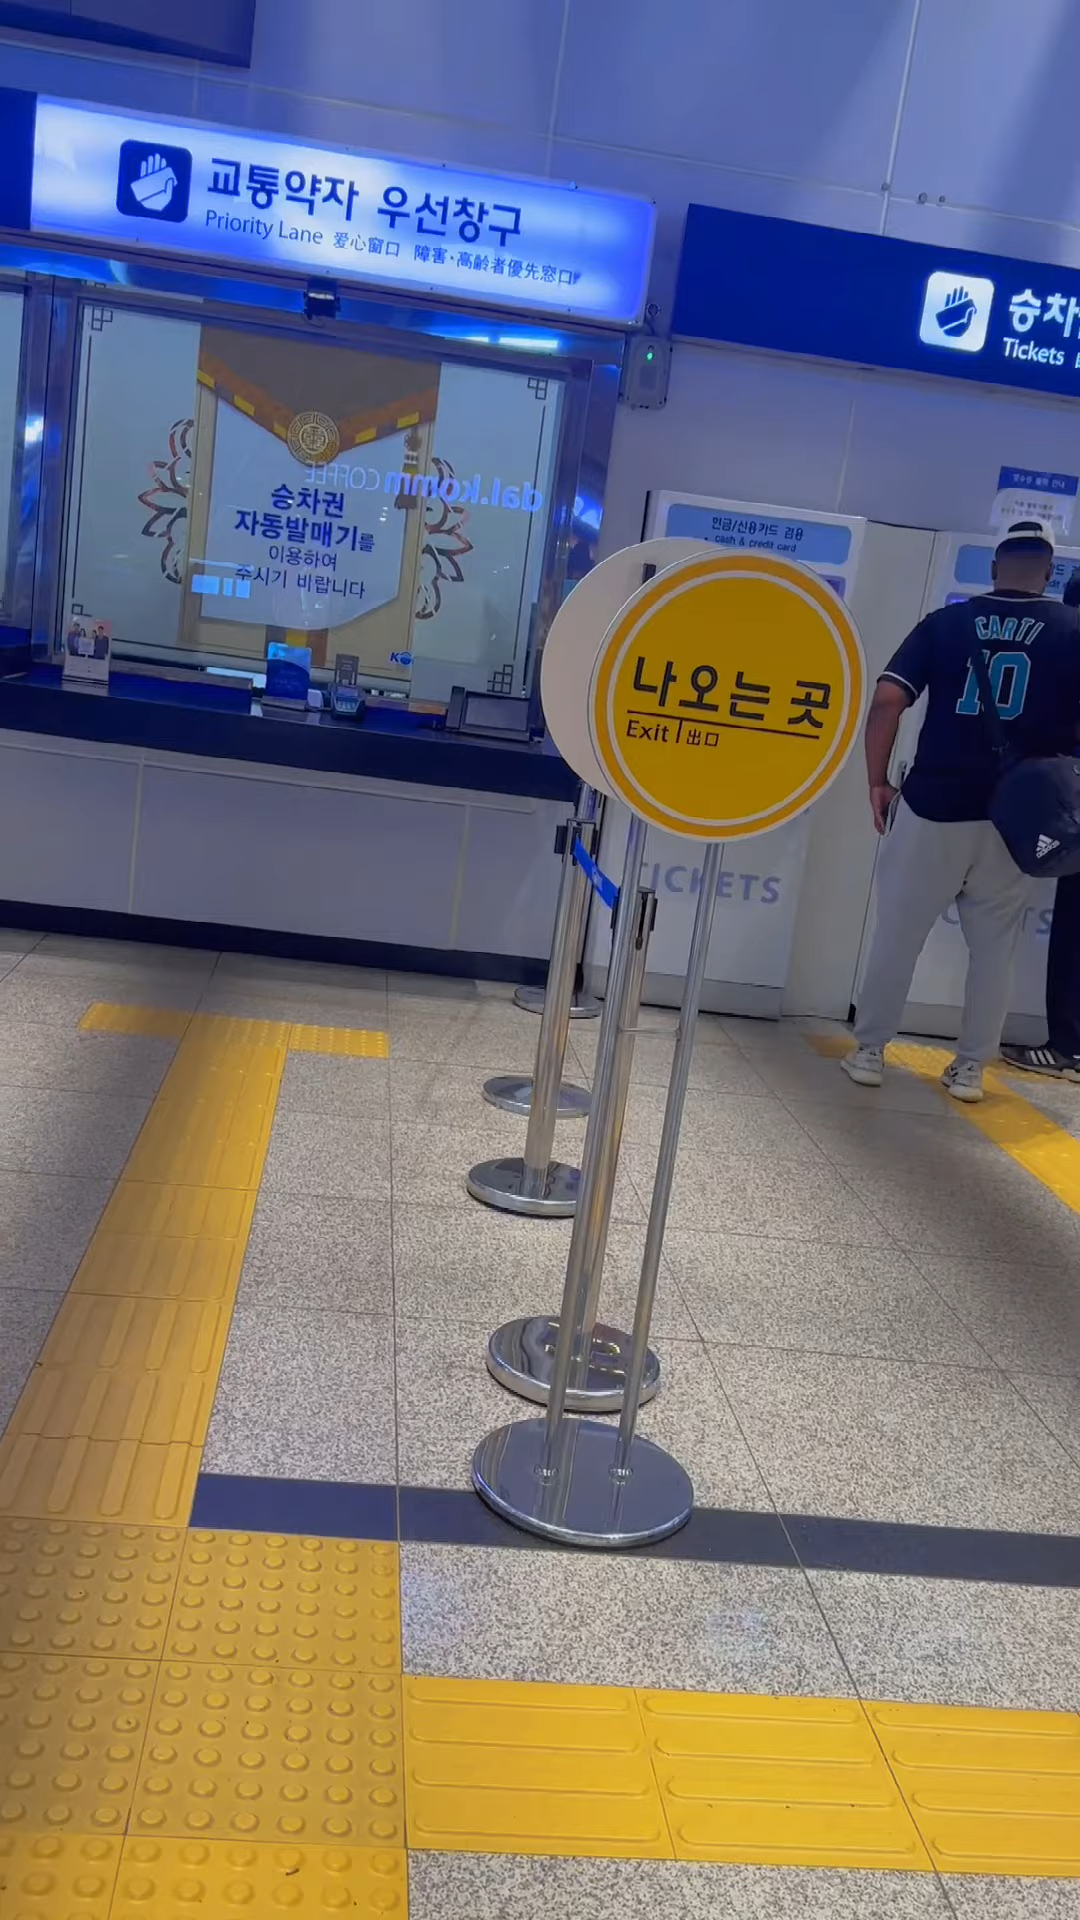 교통약자 우선창구
Priority Lane 爱心窗口 障害·高齢者優先窓口
승차
Tickets
dal.komm COFFEE
승차권
자동발매기를
이용하여
주시기 바랍니다
현금/신용카드 겸용
cash & credit card
나오는 곳
Exit 出口
CARTI
10
TICKETS
adidas